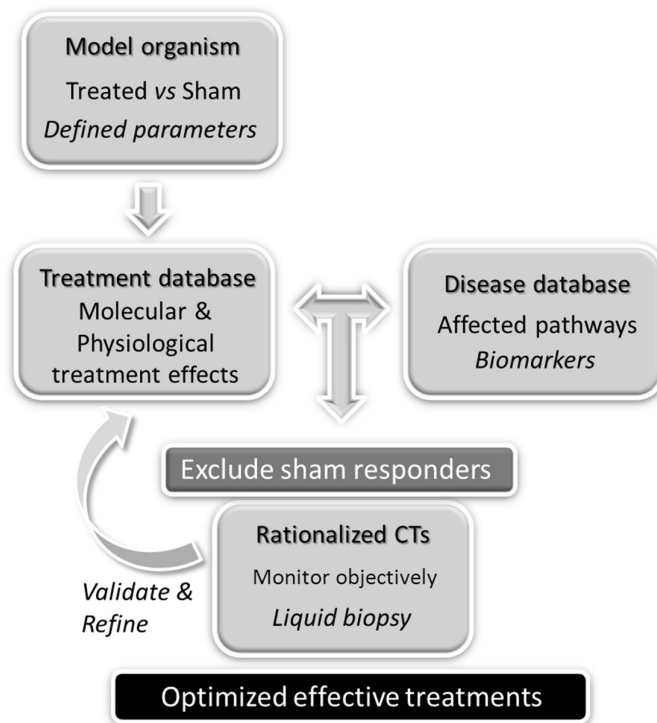 Model organism
Treated vs Sham
Defined parameters
Treatment database
Molecular &
Physiological
treatment effects
Disease database
Affected pathways
Biomarkers
Exclude sham responders
Rationalized CTs
Monitor objectively
Liquid biopsy
Validate &
Refine
Optimized effective treatments